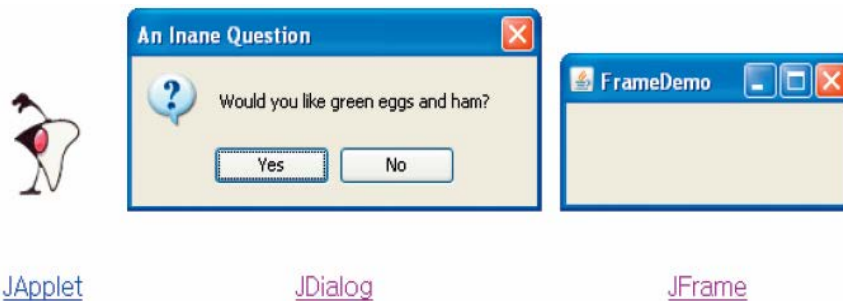 An Inane Question
Would you like green eggs and ham?
Yes No
FrameDemo
JApplet JDialog JFrame